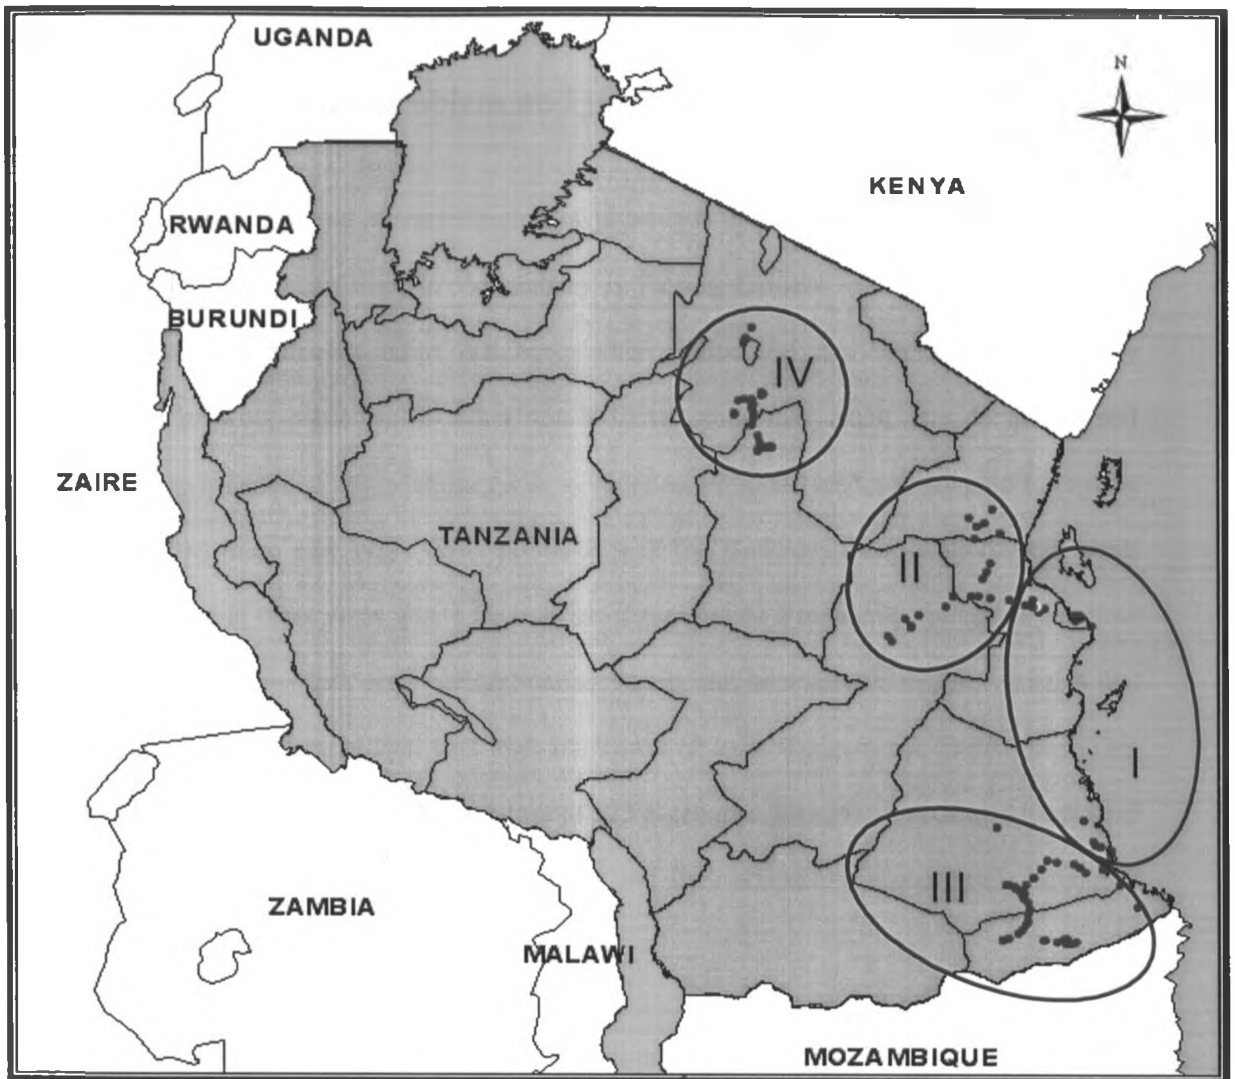 UGANDA
N
KENYA
RWANDA
BURUNDI
IV
ZAIRE
TANZANIA
II
I
III
ZAMBIA
MALAWI
MOZAMBIQUE